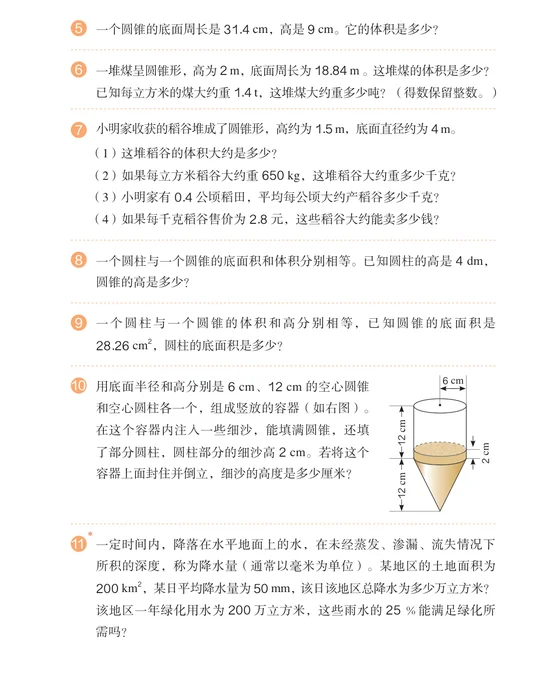 5 一个圆锥的底面周长是 31.4 cm，高是 9 cm。它的体积是多少？
6 一堆煤呈圆锥形，高为 2 m，底面周长为 18.84 m 。这堆煤的体积是多少？
已知每立方米的煤大约重 1.4 t，这堆煤大约重多少吨？（得数保留整数。）
7 小明家收获的稻谷堆成了圆锥形，高约为 1.5 m，底面直径约为 4 m。
（1）这堆稻谷的体积大约是多少？
（2）如果每立方米稻谷大约重 650 kg，这堆稻谷大约重多少千克？
（3）小明家有 0.4 公顷稻田，平均每公顷大约产稻谷多少千克？
（4）如果每千克稻谷售价为 2.8 元，这些稻谷大约能卖多少钱？
8 一个圆柱与一个圆锥的底面积和体积分别相等。已知圆柱的高是 4 dm，
圆锥的高是多少？
9 一个圆柱与一个圆锥的体积和高分别相等，已知圆锥的底面积是
28.26 cm²，圆柱的底面积是多少？
10 用底面半径和高分别是 6 cm、12 cm 的空心圆锥
和空心圆柱各一个，组成竖放的容器（如右图）。
在这个容器内注入一些细沙，能填满圆锥，还填
了部分圆柱，圆柱部分的细沙高 2 cm。若将这个
容器上面封住并倒立，细沙的高度是多少厘米？
6 cm
12 cm
2 cm
12 cm
11* 一定时间内，降落在水平地面上的水，在未经蒸发、渗漏、流失情况下
所积的深度，称为降水量（通常以毫米为单位）。某地区的土地面积为
200 km²，某日平均降水量为 50 mm，该日该地区总降水为多少万立方米？
该地区一年绿化用水为 200 万立方米，这些雨水的 25 %能满足绿化所
需吗？